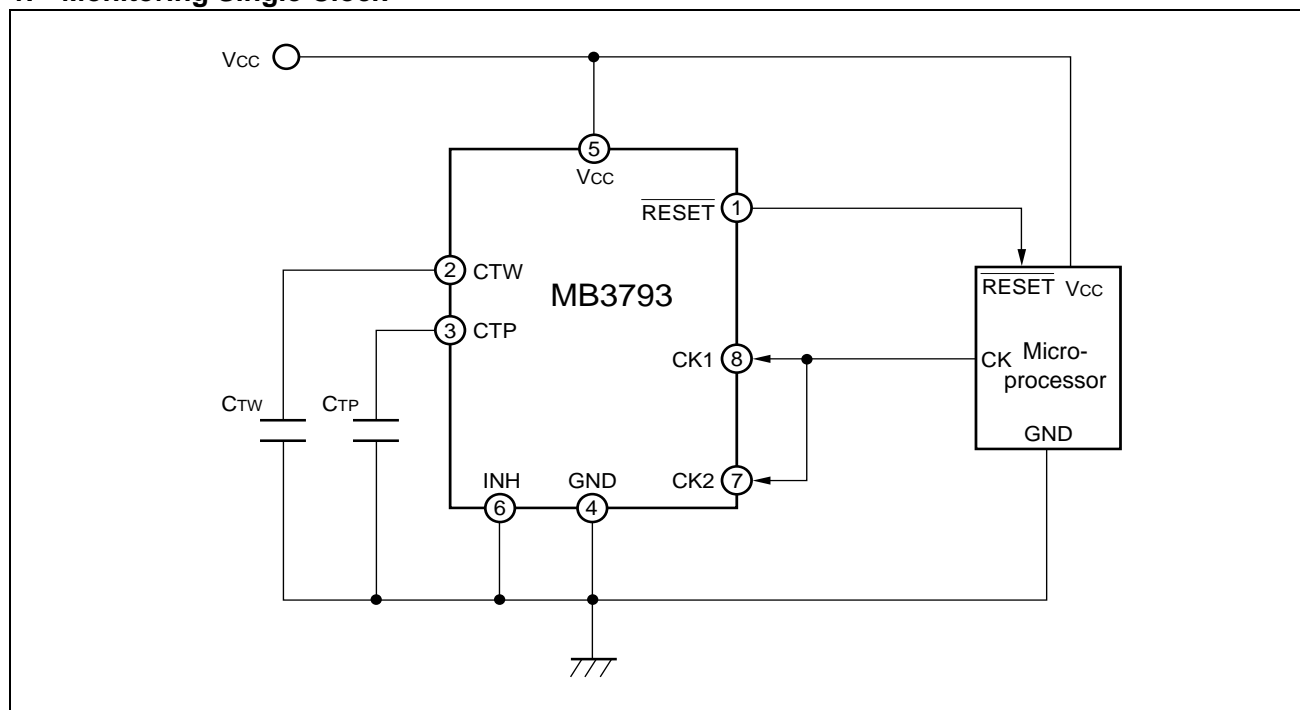 Monitoring Single Clock
VCC
5
VCC
RESET 1
2 CTW
MB3793
RESET VCC
3 CTP
CK1 8
CK Micro-
processor
CTW
CTP
GND
INH
GND
CK2 7
6
4